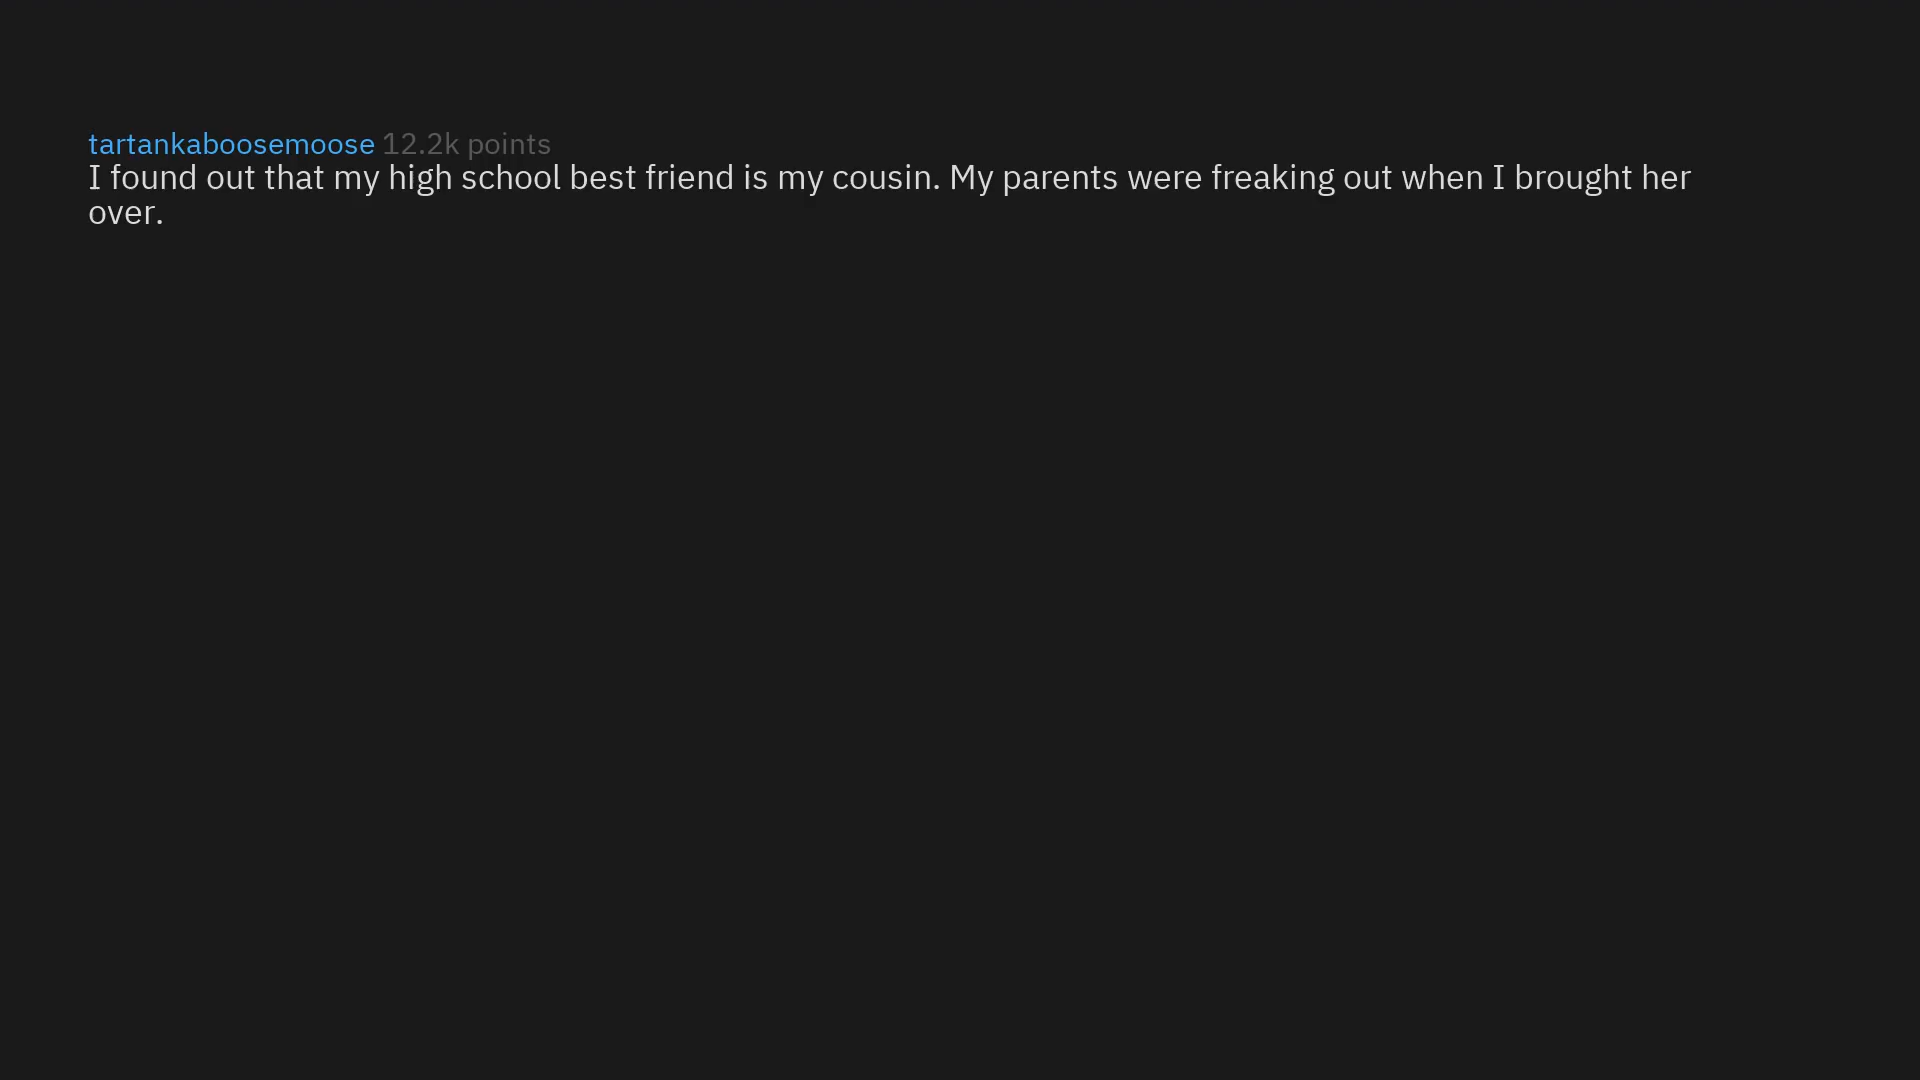 tartankaboosemoose 12.2k points
I found out that my high school best friend is my cousin. My parents were freaking out when I brought her
over.